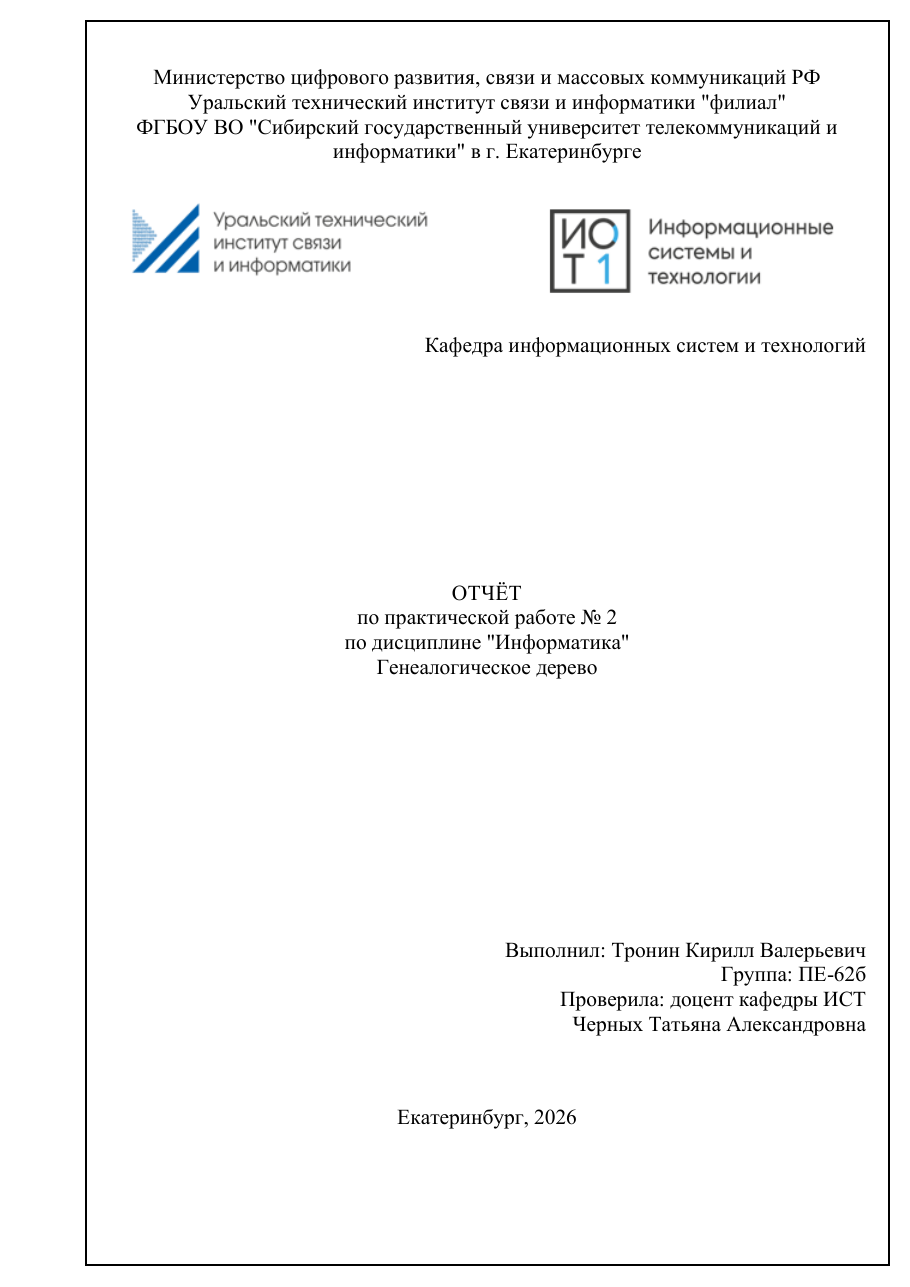 Министерство цифрового развития, связи и массовых коммуникаций РФ
Уральский технический институт связи и информатики "филиал"
ФГБОУ ВО "Сибирский государственный университет телекоммуникаций и
информатики" в г. Екатеринбурге
Уральский технический
институт связи
и информатики
ИС
Т 1
Информационные
системы и
технологии
Кафедра информационных систем и технологий
ОТЧЁТ
по практической работе № 2
по дисциплине "Информатика"
Генеалогическое дерево
Выполнил: Тронин Кирилл Валерьевич
Группа: ПЕ-62б
Проверила: доцент кафедры ИСТ
Черных Татьяна Александровна
Екатеринбург, 2026